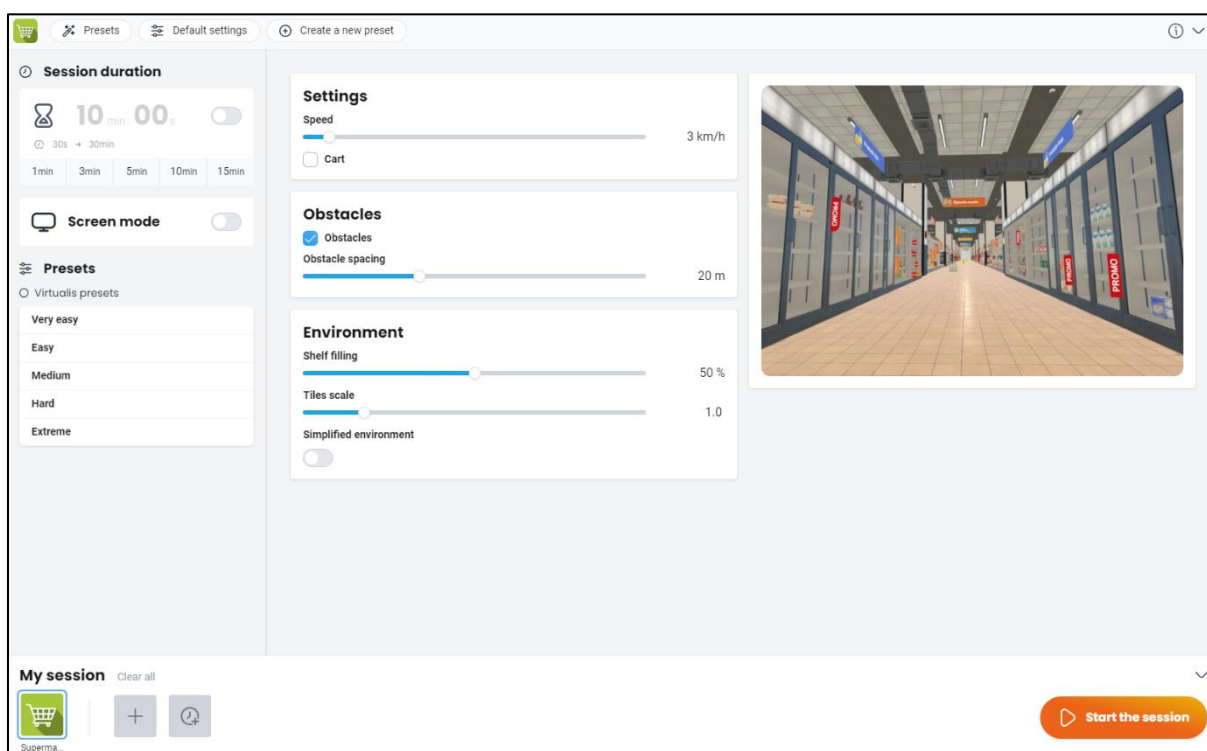 Presets
Default settings
Create a new preset
Session duration
10 min : 00 s
30s → 30min
1min 3min 5min 10min 15min
Screen mode
Presets
Virtualis presets
Very easy
Easy
Medium
Hard
Extreme
Settings
Speed
3 km/h
Cart
Obstacles
Obstacles
Obstacle spacing
20 m
Environment
Shelf filling
50 %
Tiles scale
1.0
Simplified environment
PROMO
PROMO
PROMO
My session Clear all
Superma...
Start the session